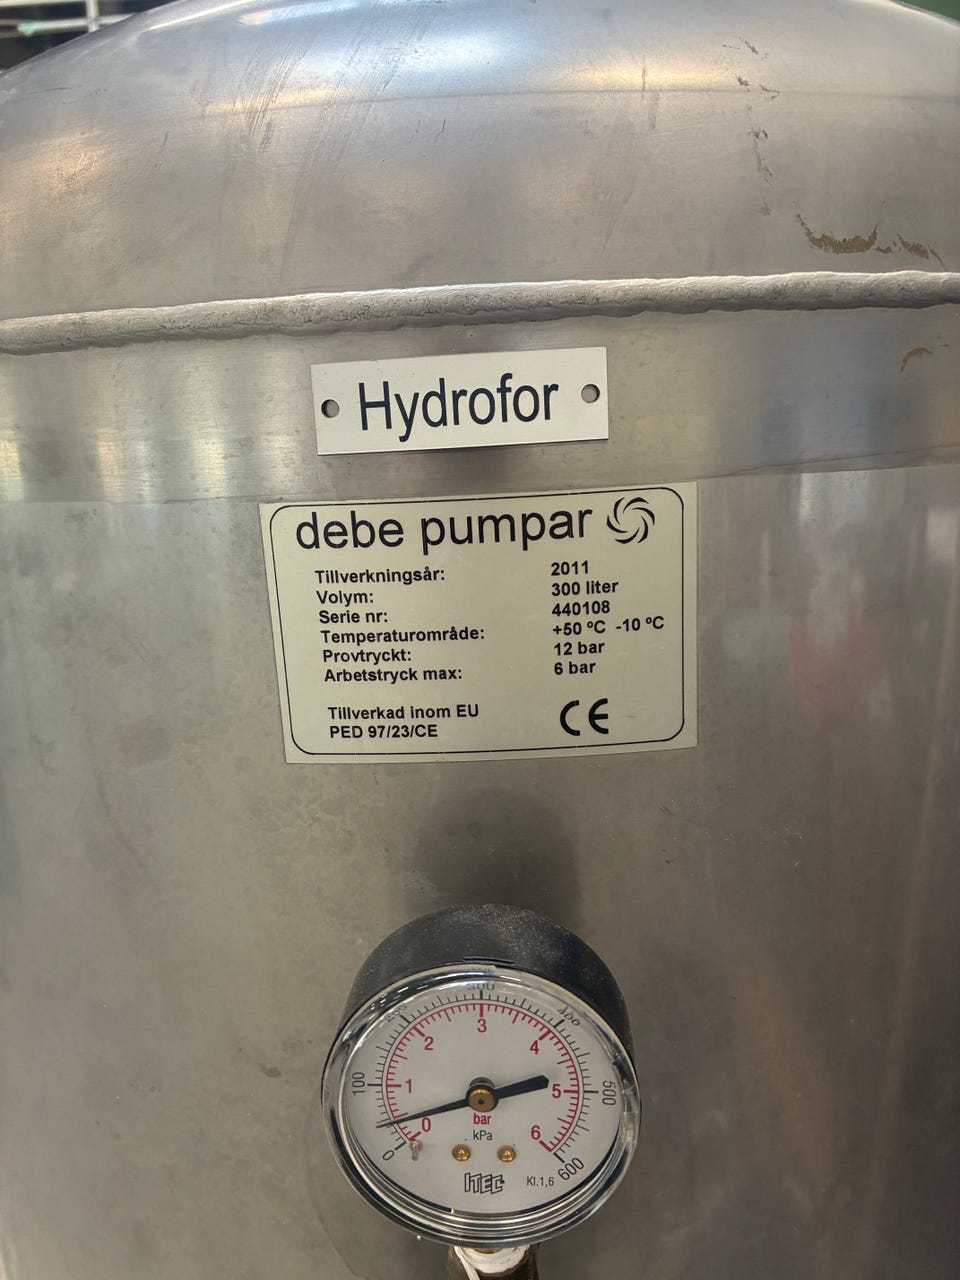 Hydrofor
debe pumpar
Tillverkningsår: 2011
Volym: 300 liter
Serie nr: 440108
Temperaturområde: +50 ºC -10 ºC
Provtryckt: 12 bar
Arbetstryck max: 6 bar
Tillverkad inom EU
PED 97/23/CE
CE
300
200 400
3
2 4
100 1 5 500
0 bar 6
kPa
0 600
ITEC Kl.1,6